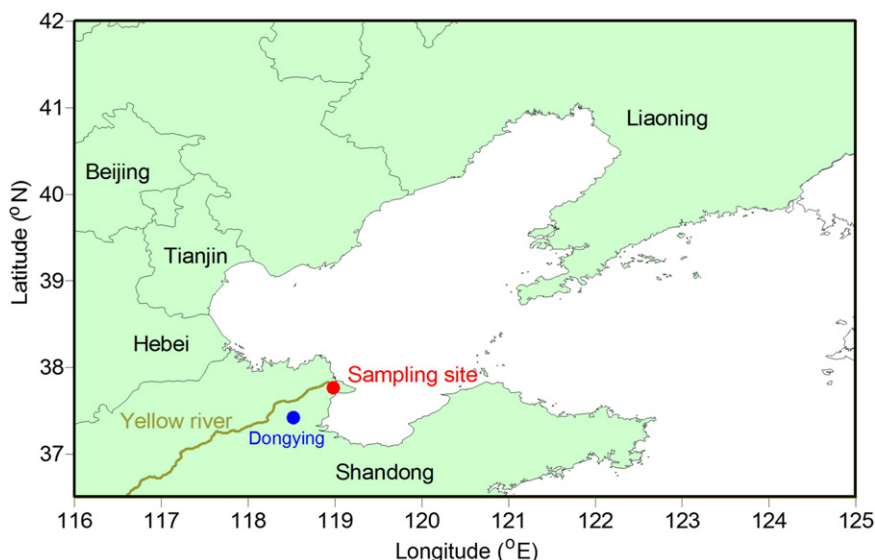 42
41
40
39
38
37
Latitude (°N)
Liaoning
Beijing
Tianjin
Hebei
Sampling site
Yellow river
Dongying
Shandong
116 117 118 119 120 121 122 123 124 125
Longitude (°E)